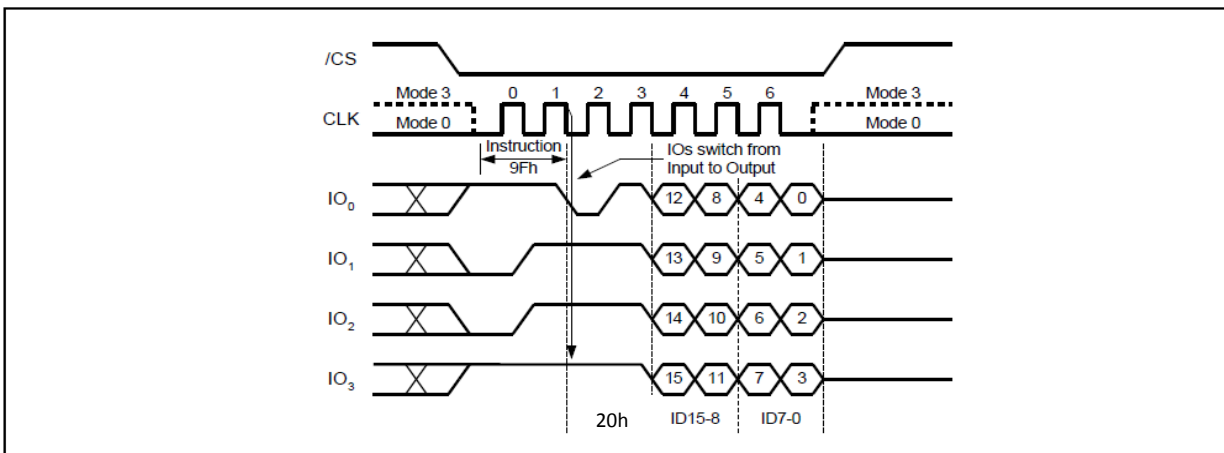 /CS
Mode 3 0 1 2 3 4 5 6 Mode 3
CLK
Mode 0 Mode 0
Instruction
9Fh
IOs switch from
Input to Output
IO0 12 8 4 0
IO1 13 9 5 1
IO2 14 10 6 2
IO3 15 11 7 3
20h ID15-8 ID7-0